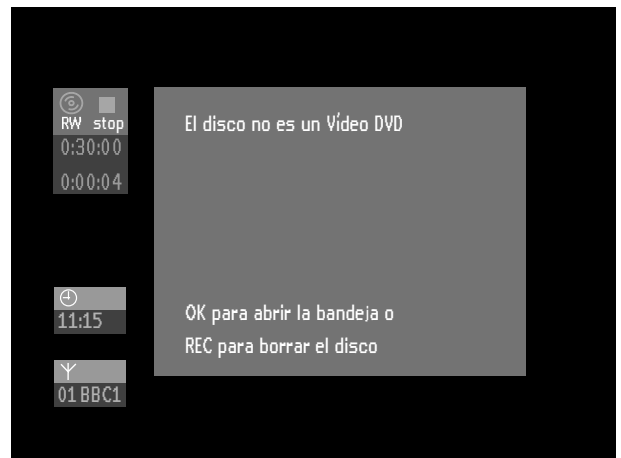 RW stop
0:30:00
0:00:04
El disco no es un Vídeo DVD
11:15
OK para abrir la bandeja o
REC para borrar el disco
01 BBC1